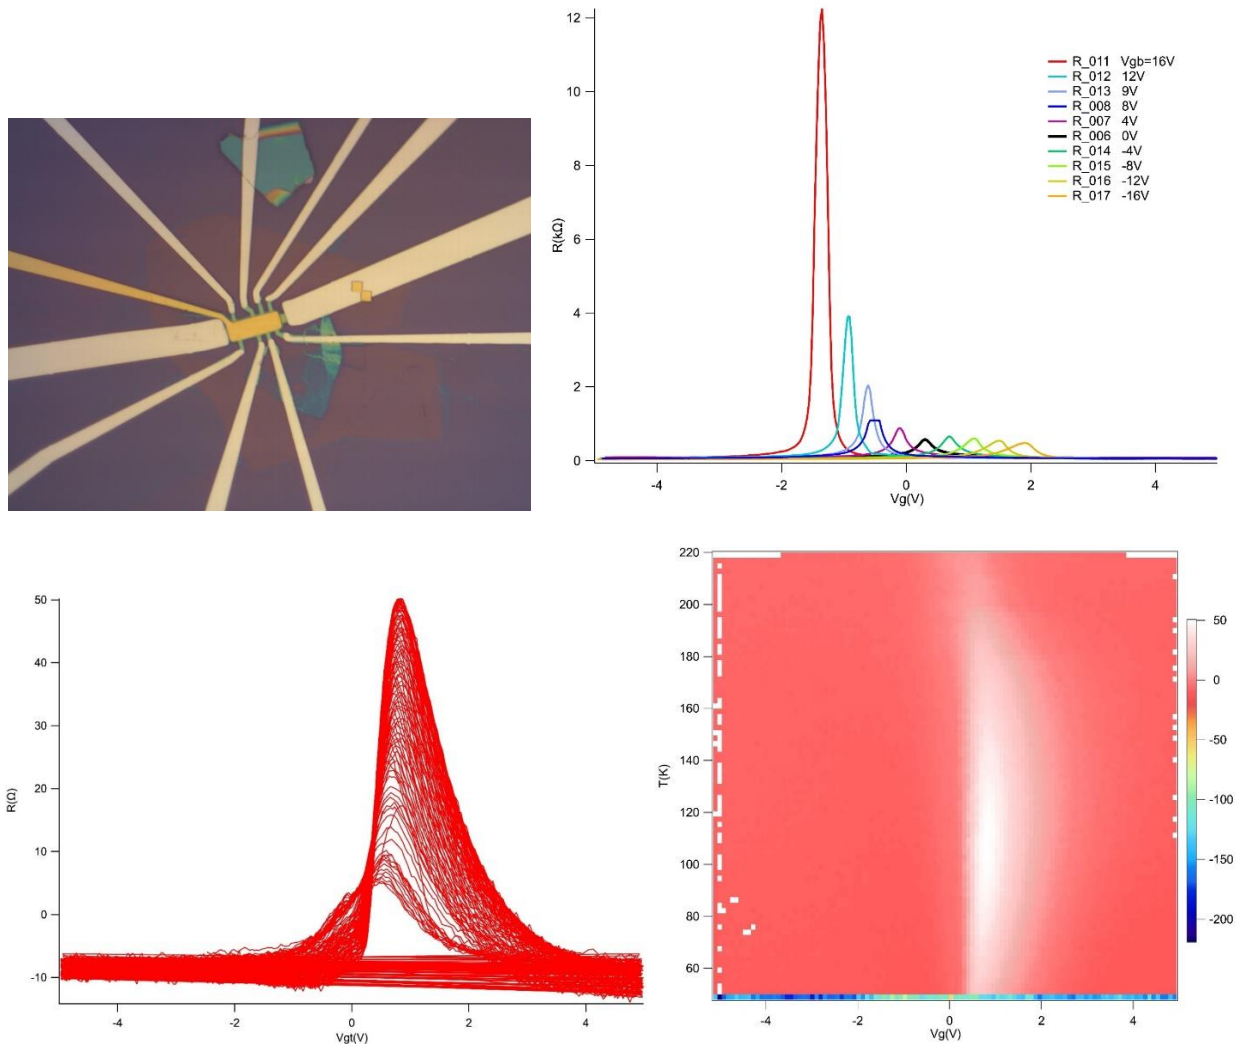 12
10
8
6
4
2
0
R(kΩ)
-4
-2
0
2
4
Vg(V)
R_011 Vgb=16V
R_012 12V
R_013 9V
R_008 8V
R_007 4V
R_006 0V
R_014 -4V
R_015 -8V
R_016 -12V
R_017 -16V
50
40
30
20
10
0
-10
R(Ω)
-4
-2
0
2
4
Vgt(V)
220
200
180
160
140
120
100
80
60
T(K)
-4
-2
0
2
4
Vg(V)
50
0
-50
-100
-150
-200